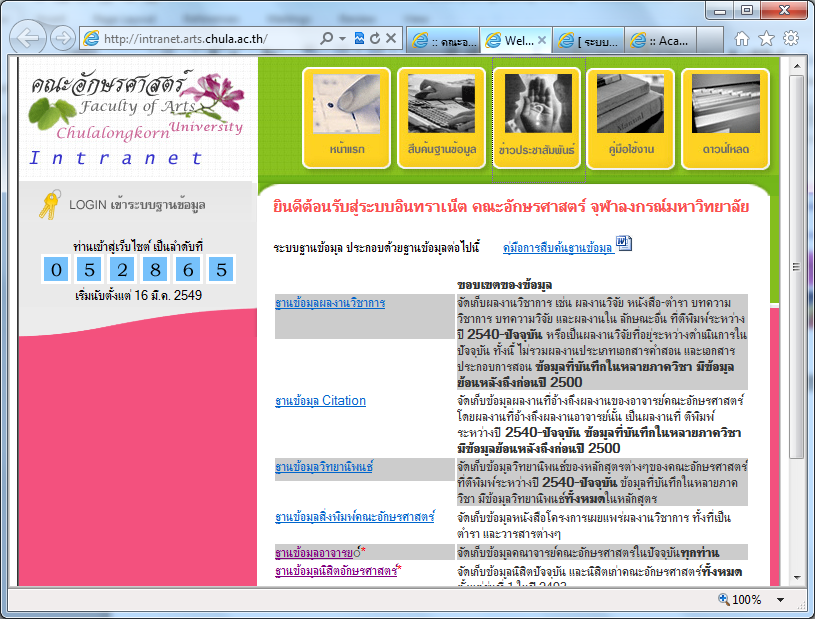 http://intranet.arts.chula.ac.th/
:: คณะอ...
Wel...
[ ระบบ...
:: Aca...
คณะอักษรศาสตร์
Faculty of Arts
Chulalongkorn University
Intranet
หน้าแรก
สืบค้นฐานข้อมูล
ข่าวประชาสัมพันธ์
คู่มือใช้งาน
ดาวน์โหลด
LOGIN เข้าระบบฐานข้อมูล
ท่านเข้าสู่เว็บไซต์ เป็นลำดับที่
0 5 2 8 6 5
เริ่มนับตั้งแต่ 16 มี.ค. 2549
ยินดีต้อนรับสู่ระบบอินทราเน็ต คณะอักษรศาสตร์ จุฬาลงกรณ์มหาวิทยาลัย
ระบบฐานข้อมูล ประกอบด้วยฐานข้อมูลต่อไปนี้ คู่มือการสืบค้นฐานข้อมูล
ขอบเขตของข้อมูล
ฐานข้อมูลผลงานวิชาการ จัดเก็บผลงานวิชาการ เช่น ผลงานวิจัย หนังสือ-ตำรา บทความ
วิชาการ บทความวิจัย และผลงานใน ลักษณะอื่น ที่ตีพิมพ์ระหว่าง
ปี 2540-ปัจจุบัน หรือเป็นผลงานวิจัยที่อยู่ระหว่างดำเนินการใน
ปัจจุบัน ทั้งนี้ ไม่รวมผลงานประเภทเอกสารคำสอน และเอกสาร
ประกอบการสอน ข้อมูลที่บันทึกในหลายภาควิชา มีข้อมูล
ย้อนหลังถึงก่อนปี 2500
ฐานข้อมูล Citation จัดเก็บข้อมูลผลงานที่อ้างถึงผลงานของอาจารย์คณะอักษรศาสตร์
โดยผลงานที่อ้างถึงผลงานอาจารย์นั้น เป็นผลงานที่ ตีพิมพ์
ระหว่างปี 2540-ปัจจุบัน ข้อมูลที่บันทึกในหลายภาควิชา
มีข้อมูลย้อนหลังถึงก่อนปี 2500
ฐานข้อมูลวิทยานิพนธ์ จัดเก็บข้อมูลวิทยานิพนธ์ของหลักสูตรต่างๆของคณะอักษรศาสตร์
ที่ตีพิมพ์ระหว่างปี 2540-ปัจจุบัน ข้อมูลที่บันทึกในหลายภาค
วิชา มีข้อมูลวิทยานิพนธ์ทั้งหมดในหลักสูตร
ฐานข้อมูลสิ่งพิมพ์คณะอักษรศาสตร์ จัดเก็บข้อมูลหนังสือโครงการเผยแพร่ผลงานวิชาการ ทั้งที่เป็น
ตำรา และวารสารต่างๆ
ฐานข้อมูลอาจารย์* จัดเก็บข้อมูลคณาจารย์คณะอักษรศาสตร์ในปัจจุบันทุกท่าน
ฐานข้อมูลนิสิตอักษรศาสตร์* จัดเก็บข้อมูลนิสิตปัจจุบัน และนิสิตเก่าคณะอักษรศาสตร์ทั้งหมด
100%